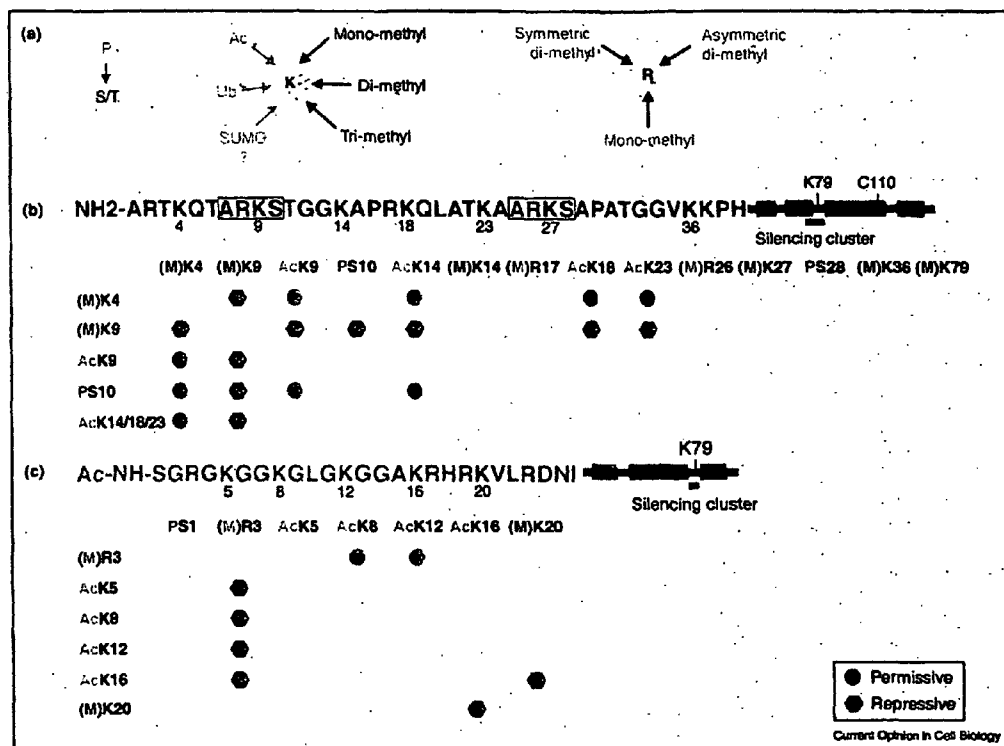 (a)
P
S/T
Ac
Ub
SUMO
?
K
Mono-methyl
Di-methyl
Tri-methyl
Symmetric
di-methyl
Asymmetric
di-methyl
R
Mono-methyl
(b) NH2-ARTKQTARKSTGGKAPRKQLATKAARKSAPATGGVKKPH
K79 C110
4 9 14 18 23 27 36
Silencing cluster
(M)K4 (M)K9 AcK9 PS10 AcK14 (M)K14 (M)R17 AcK18 AcK23 (M)R26 (M)K27 PS28 (M)K36 (M)K79
(M)K4
(M)K9
AcK9
PS10
AcK14/18/23
(c) Ac-NH-SGRGKGGKGLGKGGAKRHRKVLRDNI
K79
5 8 12 16 20
Silencing cluster
PS1 (M)R3 AcK5 AcK8 AcK12 AcK16 (M)K20
(M)R3
AcK5
AcK8
AcK12
AcK16
(M)K20
Permissive
Repressive
Current Opinion in Cell Biology